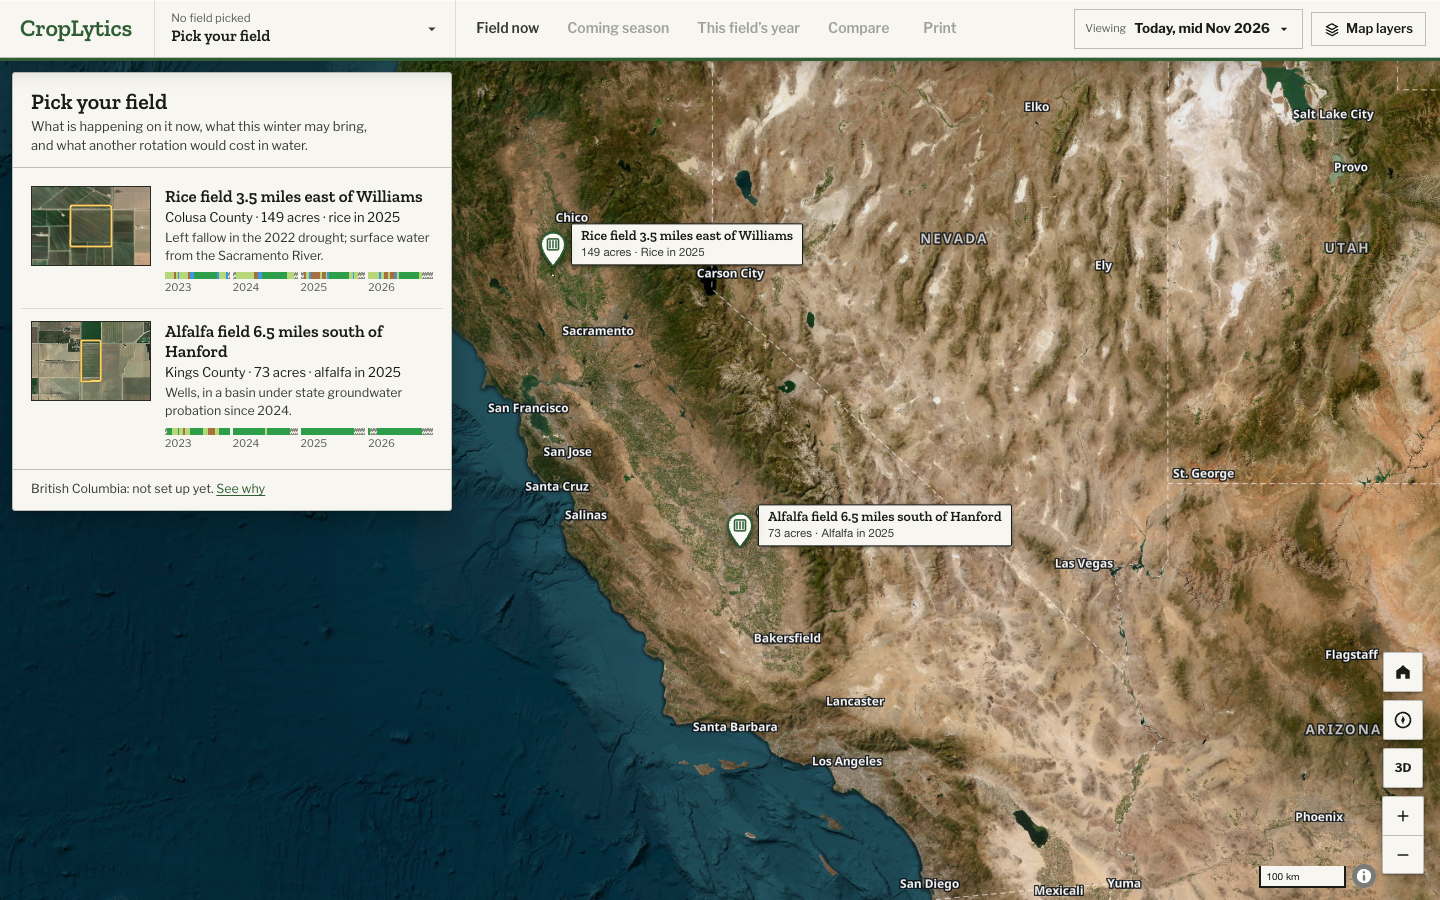 CropLytics
No field picked
Pick your field
Field now
Coming season
This field's year
Compare
Print
Viewing Today, mid Nov 2026
Map layers
Pick your field
What is happening on it now, what this winter may bring,
and what another rotation would cost in water.
Rice field 3.5 miles east of Williams
Colusa County · 149 acres · rice in 2025
Left fallow in the 2022 drought; surface water
from the Sacramento River.
2023 2024 2025 2026
Alfalfa field 6.5 miles south of
Hanford
Kings County · 73 acres · alfalfa in 2025
Wells, in a basin under state groundwater
probation since 2024.
2023 2024 2025 2026
British Columbia: not set up yet. See why
Elko
Salt Lake City
Provo
Chico
Rice field 3.5 miles east of Williams
149 acres · Rice in 2025
NEVADA
UTAH
Carson City
Ely
Sacramento
San Francisco
San Jose
St. George
Santa Cruz
Salinas
Alfalfa field 6.5 miles south of Hanford
73 acres · Alfalfa in 2025
Las Vegas
Bakersfield
Flagstaff
Lancaster
Santa Barbara
ARIZONA
Los Angeles
3D
Phoenix
+
−
100 km
San Diego
Mexicali
Yuma